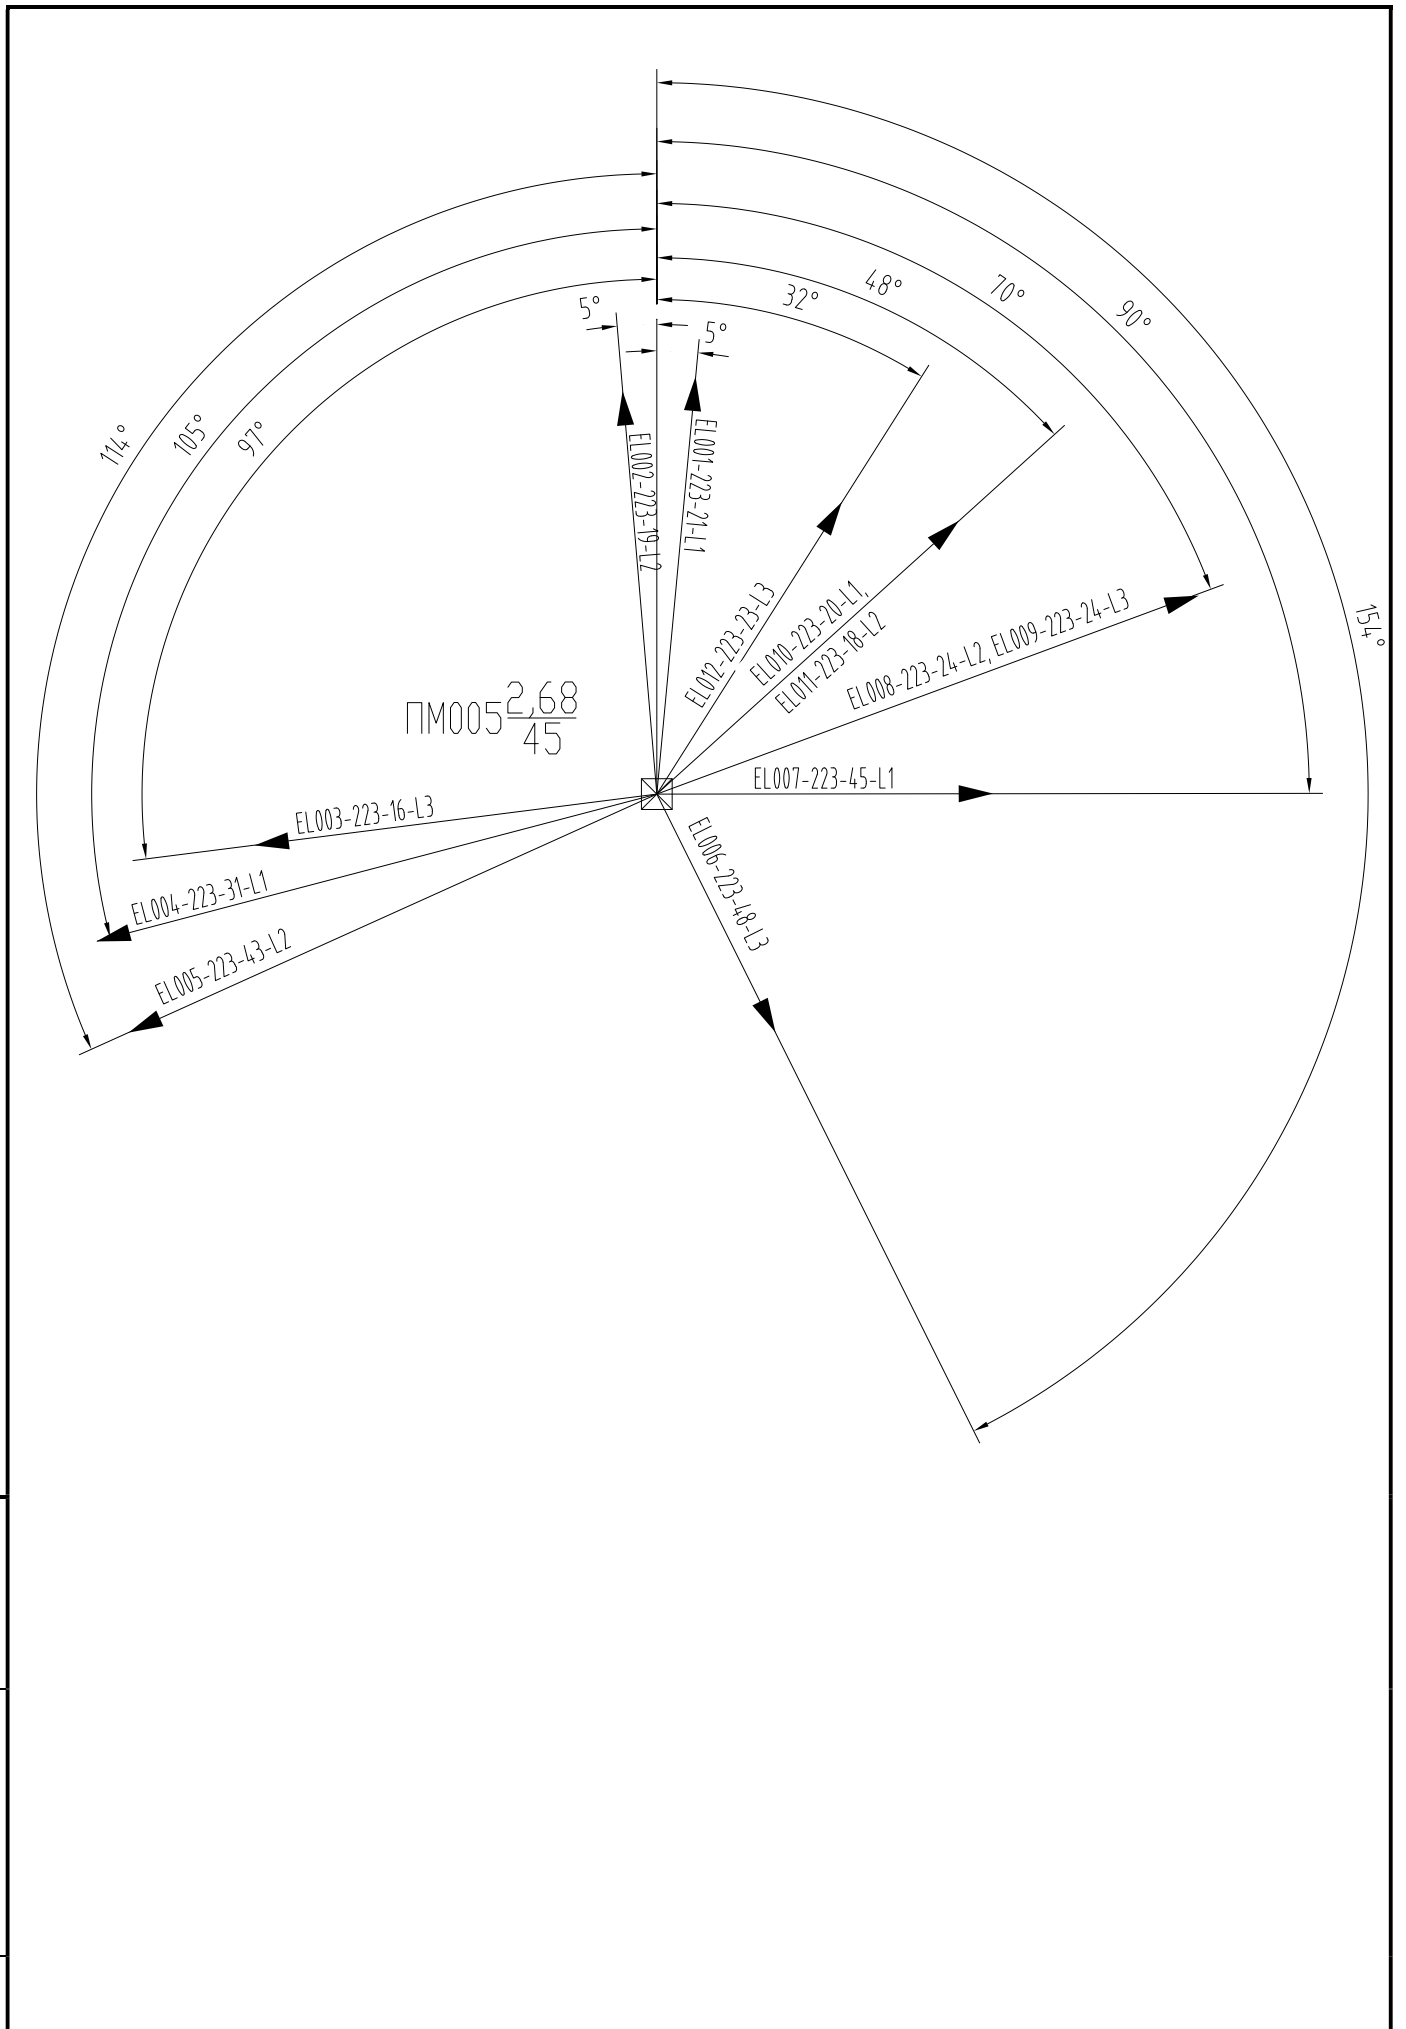 90°
70°
48°
32°
5°
5°
114°
105°
97°
EL002-223-19-L2
EL001-223-21-L1
EL012-223-23-L3
EL010-223-20-L1,
EL011-223-18-L2
EL008-223-24-L2, EL009-223-24-L3
154°
ПМ005 2,68
45
EL007-223-45-L1
EL003-223-16-L3
EL006-223-48-L3
EL004-223-31-L1
EL005-223-43-L2